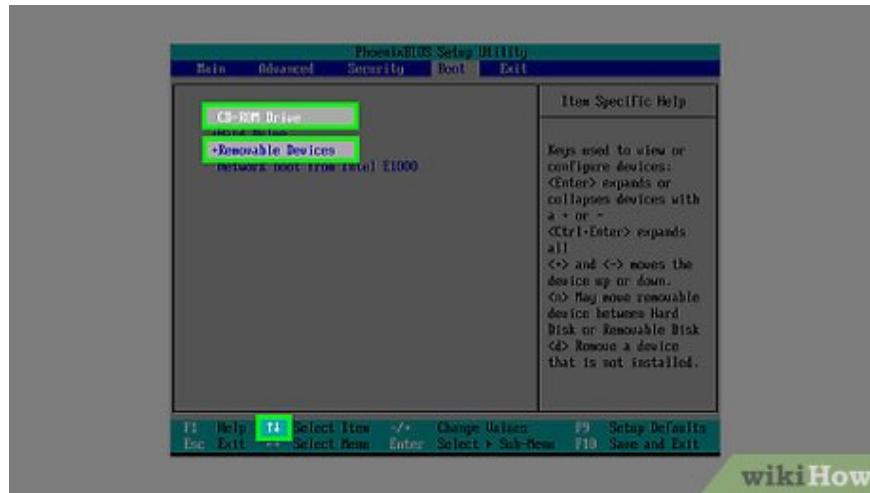 PhoenixBIOS Setup Utility
Main Advanced Security Boot Exit
Item Specific Help
CD-ROM Drive
+Hard Drive
+Removable Devices
Network boot from Intel E1000
Keys used to view or
configure devices:
<Enter> expands or
collapses devices with
a + or -
<Ctrl+Enter> expands
all
<+> and <-> moves the
device up or down.
<n> May move removable
device between Hard
Disk or Removable Disk
<d> Remove a device
that is not installed.
F1 Help ↑↓ Select Item -/+ Change Values F9 Setup Defaults
Esc Exit ↔ Select Menu Enter Select ▸ Sub-Menu F10 Save and Exit
wikiHow